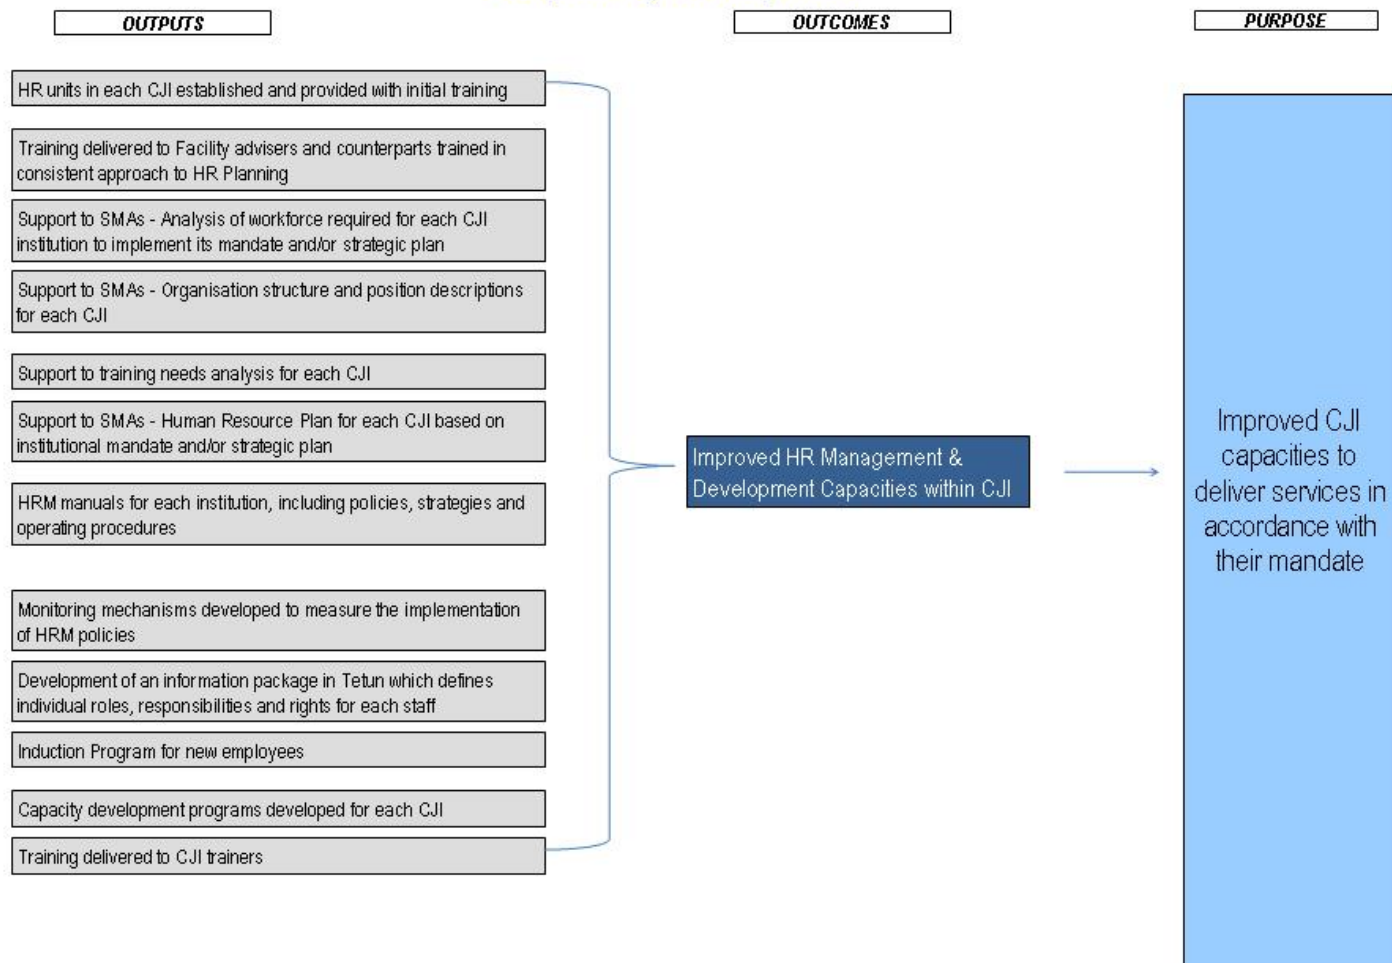 OUTPUTS
OUTCOMES
PURPOSE
HR units in each CJI established and provided with initial training
Training delivered to Facility advisers and counterparts trained in
consistent approach to HR Planning
Support to SMAs - Analysis of workforce required for each CJI
institution to implement its mandate and/or strategic plan
Support to SMAs - Organisation structure and position descriptions
for each CJI
Support to training needs analysis for each CJI
Support to SMAs - Human Resource Plan for each CJI based on
institutional mandate and/or strategic plan
HRM manuals for each institution, including policies, strategies and
operating procedures
Monitoring mechanisms developed to measure the implementation
of HRM policies
Development of an information package in Tetun which defines
individual roles, responsibilities and rights for each staff
Induction Program for new employees
Capacity development programs developed for each CJI
Training delivered to CJI trainers
Improved HR Management &
Development Capacities within CJI
Improved CJI
capacities to
deliver services in
accordance with
their mandate